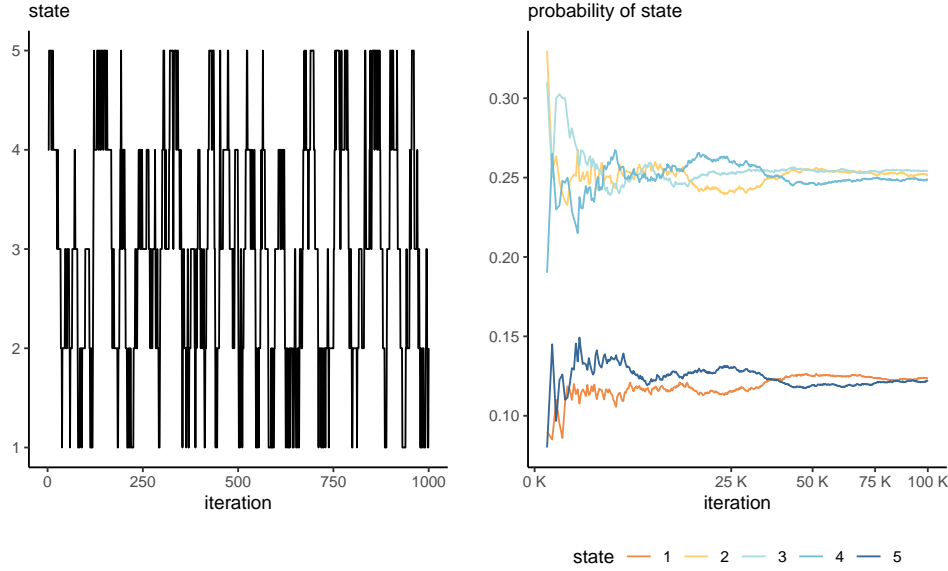 state
5
4
3
2
1
0 250 500 750 1000
iteration
probability of state
0.30
0.25
0.20
0.15
0.10
0 K 25 K 50 K 75 K 100 K
iteration
state 1 2 3 4 5